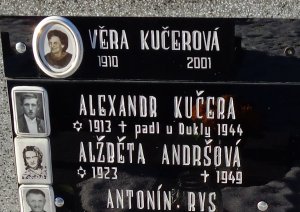 VĚRA KUČEROVÁ
1910 2001
ALEXANDR KUČERA
✡ 1913 ✝ padl u Dukly 1944
ALŽBĚTA ANDRŠOVÁ
✡ 1923 ✝ 1949
ANTONÍN RYS